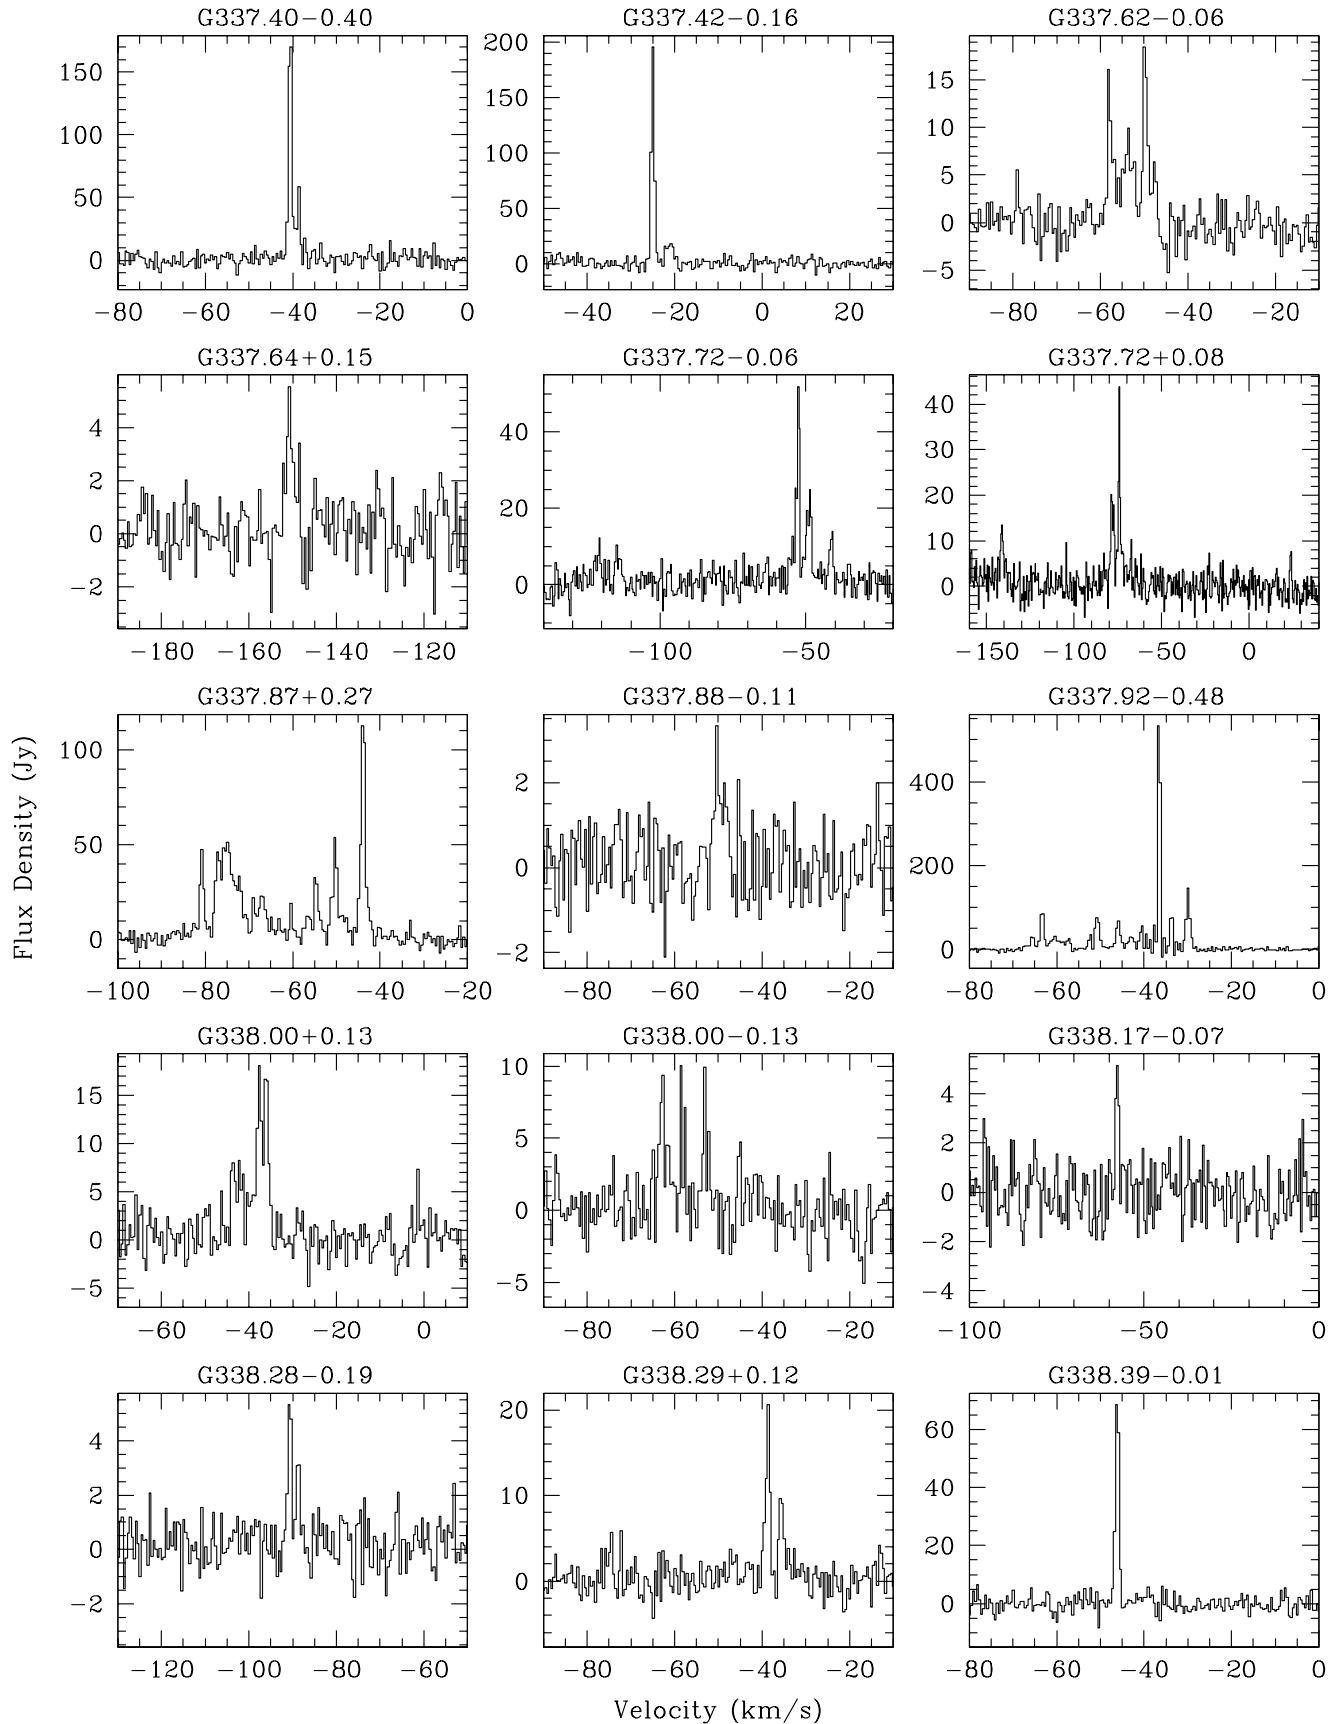 G337.40−0.40 G337.42−0.16 G337.62−0.06
150
100
50
0
−80 −60 −40 −20 0
200
150
100
50
0
−40 −20 0 20
15
10
5
0
−5
−80 −60 −40 −20
G337.64+0.15 G337.72−0.06 G337.72+0.08
4
2
0
−2
−180 −160 −140 −120
40
20
0
−100 −50
40
30
20
10
0
−150 −100 −50 0
G337.87+0.27 G337.88−0.11 G337.92−0.48
Flux Density (Jy)
100
50
0
−100 −80 −60 −40 −20
2
0
−2
−80 −60 −40 −20
400
200
0
−80 −60 −40 −20 0
G338.00+0.13 G338.00−0.13 G338.17−0.07
15
10
5
0
−5
−60 −40 −20 0
10
5
0
−5
−80 −60 −40 −20
4
2
0
−2
−4
−100 −50 0
G338.28−0.19 G338.29+0.12 G338.39−0.01
4
2
0
−2
−120 −100 −80 −60
20
10
0
−80 −60 −40 −20
60
40
20
0
−80 −60 −40 −20 0
Velocity (km/s)